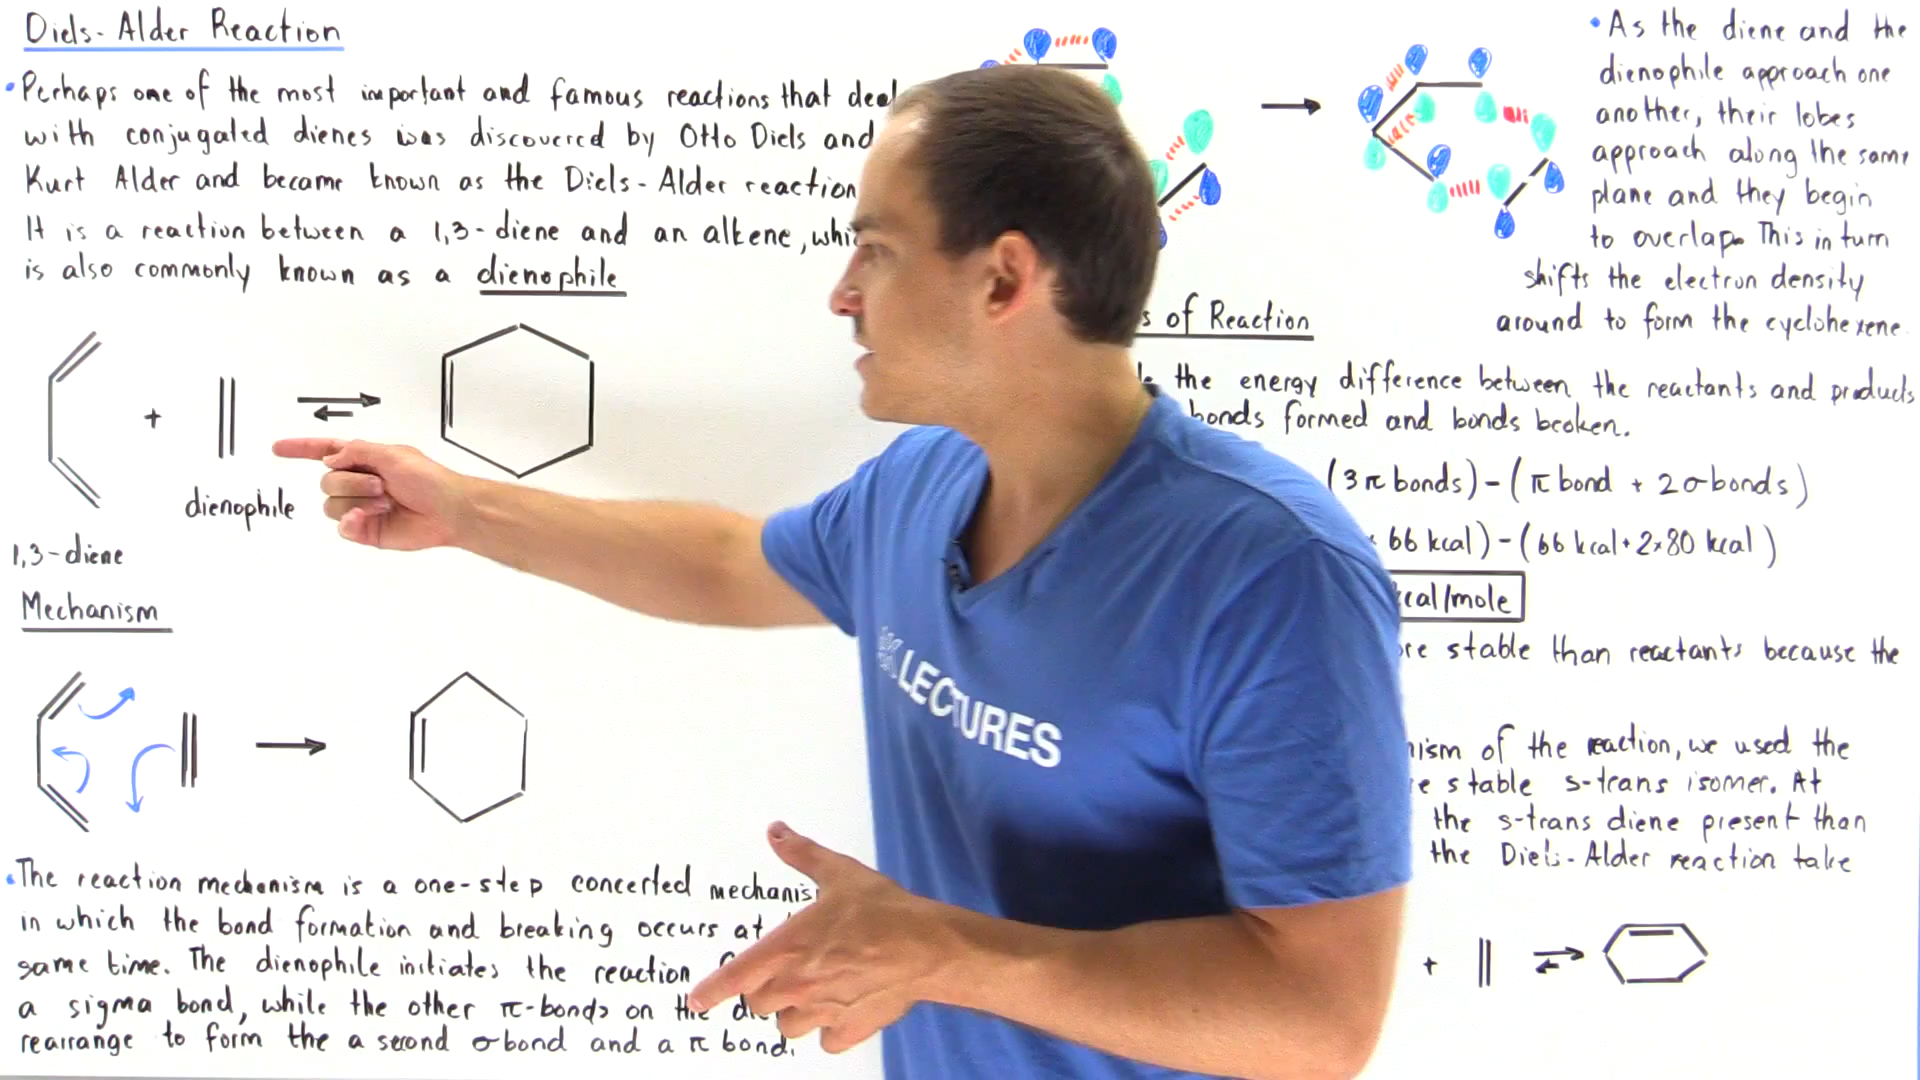 Diels-Alder Reaction
• Perhaps one of the most important and famous reactions that deal
with conjugated dienes was discovered by Otto Diels and
Kurt Alder and became known as the Diels-Alder reaction
It is a reaction between a 1,3-diene and an alkene, whi
is also commonly known as a dienophile
+
dienophile
1,3-diene
Mechanism
• The reaction mechanism is a one-step concerted mechanis
in which the bond formation and breaking occurs at
same time. The dienophile initiates the reaction
a sigma bond, while the other π-bonds on the
rearrange to form the a second σ bond and a π bond.
LECTURES
• As the diene and the
dienophile approach one
another, their lobes
approach along the same
plane and they begin
to overlap. This in turn
shifts the electron density
around to form the cyclohexene.
s of Reaction
the energy difference between the reactants and products
bonds formed and bonds broken.
(3π bonds) - (π bond + 2σ bonds)
66 kcal) - (66 kcal + 2×80 kcal)
kcal/mole
re stable than reactants because the
nism of the reaction, we used the
e stable s-trans isomer. At
the s-trans diene present than
the Diels-Alder reaction take
+